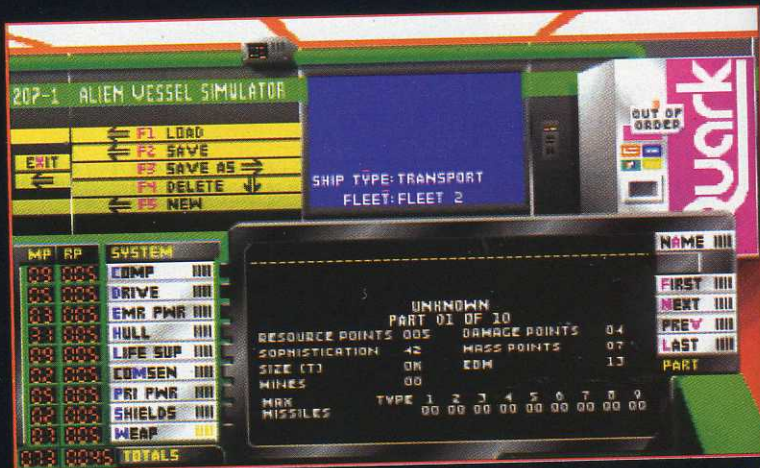 207-1 ALIEN VESSEL SIMULATOR
F1 LOAD
F2 SAVE
EXIT
F3 SAVE AS
F4 DELETE
F5 NEW
SHIP TYPE: TRANSPORT
FLEET: FLEET 2
OUT OF
ORDER
Quark
MP RP SYSTEM
COMP
DRIVE
EMR PWR
HULL
LIFE SUP
COMSEN
PRI PWR
SHIELDS
WEAP
TOTALS
UNKNOWN
PART 01 OF 10
RESOURCE POINTS 005 DAMAGE POINTS 04
SOPHISTICATION 42 MASS POINTS 07
SIZE (T) 0K EDM 13
MINES 00
MAX TYPE 1 2 3 4 5 6 7 8 9
MISSILES 00 00 00 00 00 00 00 00 00
NAME
FIRST
NEXT
PREV
LAST
PART